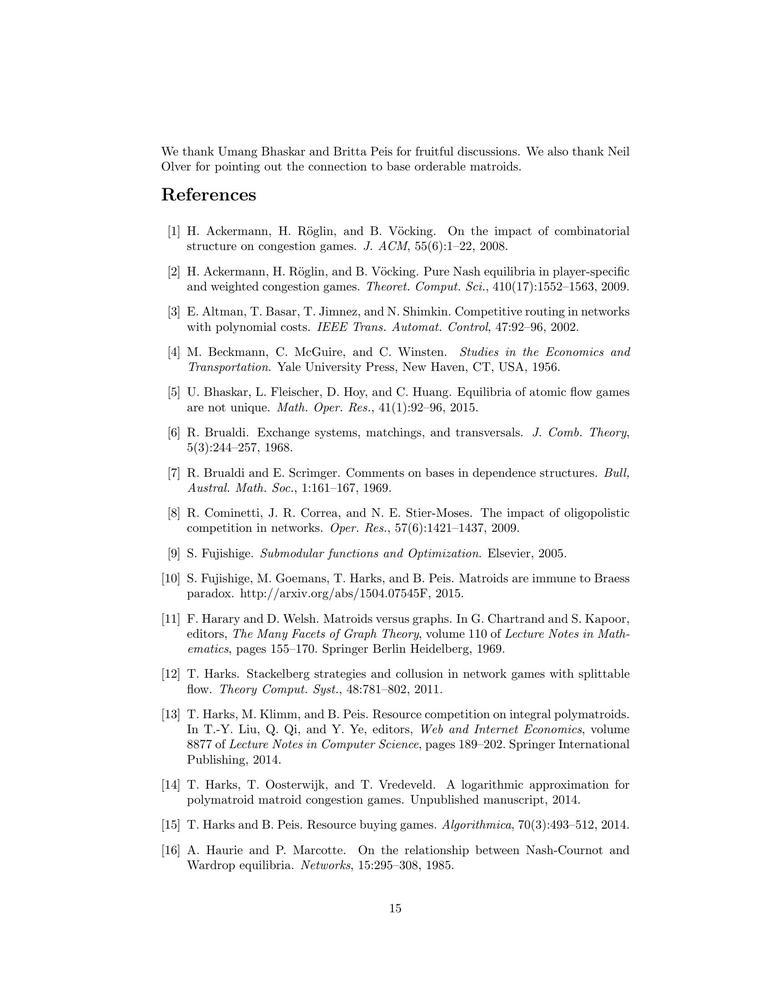 We thank Umang Bhaskar and Britta Peis for fruitful discussions. We also thank Neil
Olver for pointing out the connection to base orderable matroids.
References
[1] H. Ackermann, H. Röglin, and B. Vöcking. On the impact of combinatorial
structure on congestion games. J. ACM, 55(6):1–22, 2008.
[2] H. Ackermann, H. Röglin, and B. Vöcking. Pure Nash equilibria in player-specific
and weighted congestion games. Theoret. Comput. Sci., 410(17):1552–1563, 2009.
[3] E. Altman, T. Basar, T. Jimnez, and N. Shimkin. Competitive routing in networks
with polynomial costs. IEEE Trans. Automat. Control, 47:92–96, 2002.
[4] M. Beckmann, C. McGuire, and C. Winsten. Studies in the Economics and
Transportation. Yale University Press, New Haven, CT, USA, 1956.
[5] U. Bhaskar, L. Fleischer, D. Hoy, and C. Huang. Equilibria of atomic flow games
are not unique. Math. Oper. Res., 41(1):92–96, 2015.
[6] R. Brualdi. Exchange systems, matchings, and transversals. J. Comb. Theory,
5(3):244–257, 1968.
[7] R. Brualdi and E. Scrimger. Comments on bases in dependence structures. Bull,
Austral. Math. Soc., 1:161–167, 1969.
[8] R. Cominetti, J. R. Correa, and N. E. Stier-Moses. The impact of oligopolistic
competition in networks. Oper. Res., 57(6):1421–1437, 2009.
[9] S. Fujishige. Submodular functions and Optimization. Elsevier, 2005.
[10] S. Fujishige, M. Goemans, T. Harks, and B. Peis. Matroids are immune to Braess
paradox. http://arxiv.org/abs/1504.07545F, 2015.
[11] F. Harary and D. Welsh. Matroids versus graphs. In G. Chartrand and S. Kapoor,
editors, The Many Facets of Graph Theory, volume 110 of Lecture Notes in Math-
ematics, pages 155–170. Springer Berlin Heidelberg, 1969.
[12] T. Harks. Stackelberg strategies and collusion in network games with splittable
flow. Theory Comput. Syst., 48:781–802, 2011.
[13] T. Harks, M. Klimm, and B. Peis. Resource competition on integral polymatroids.
In T.-Y. Liu, Q. Qi, and Y. Ye, editors, Web and Internet Economics, volume
8877 of Lecture Notes in Computer Science, pages 189–202. Springer International
Publishing, 2014.
[14] T. Harks, T. Oosterwijk, and T. Vredeveld. A logarithmic approximation for
polymatroid matroid congestion games. Unpublished manuscript, 2014.
[15] T. Harks and B. Peis. Resource buying games. Algorithmica, 70(3):493–512, 2014.
[16] A. Haurie and P. Marcotte. On the relationship between Nash-Cournot and
Wardrop equilibria. Networks, 15:295–308, 1985.
15